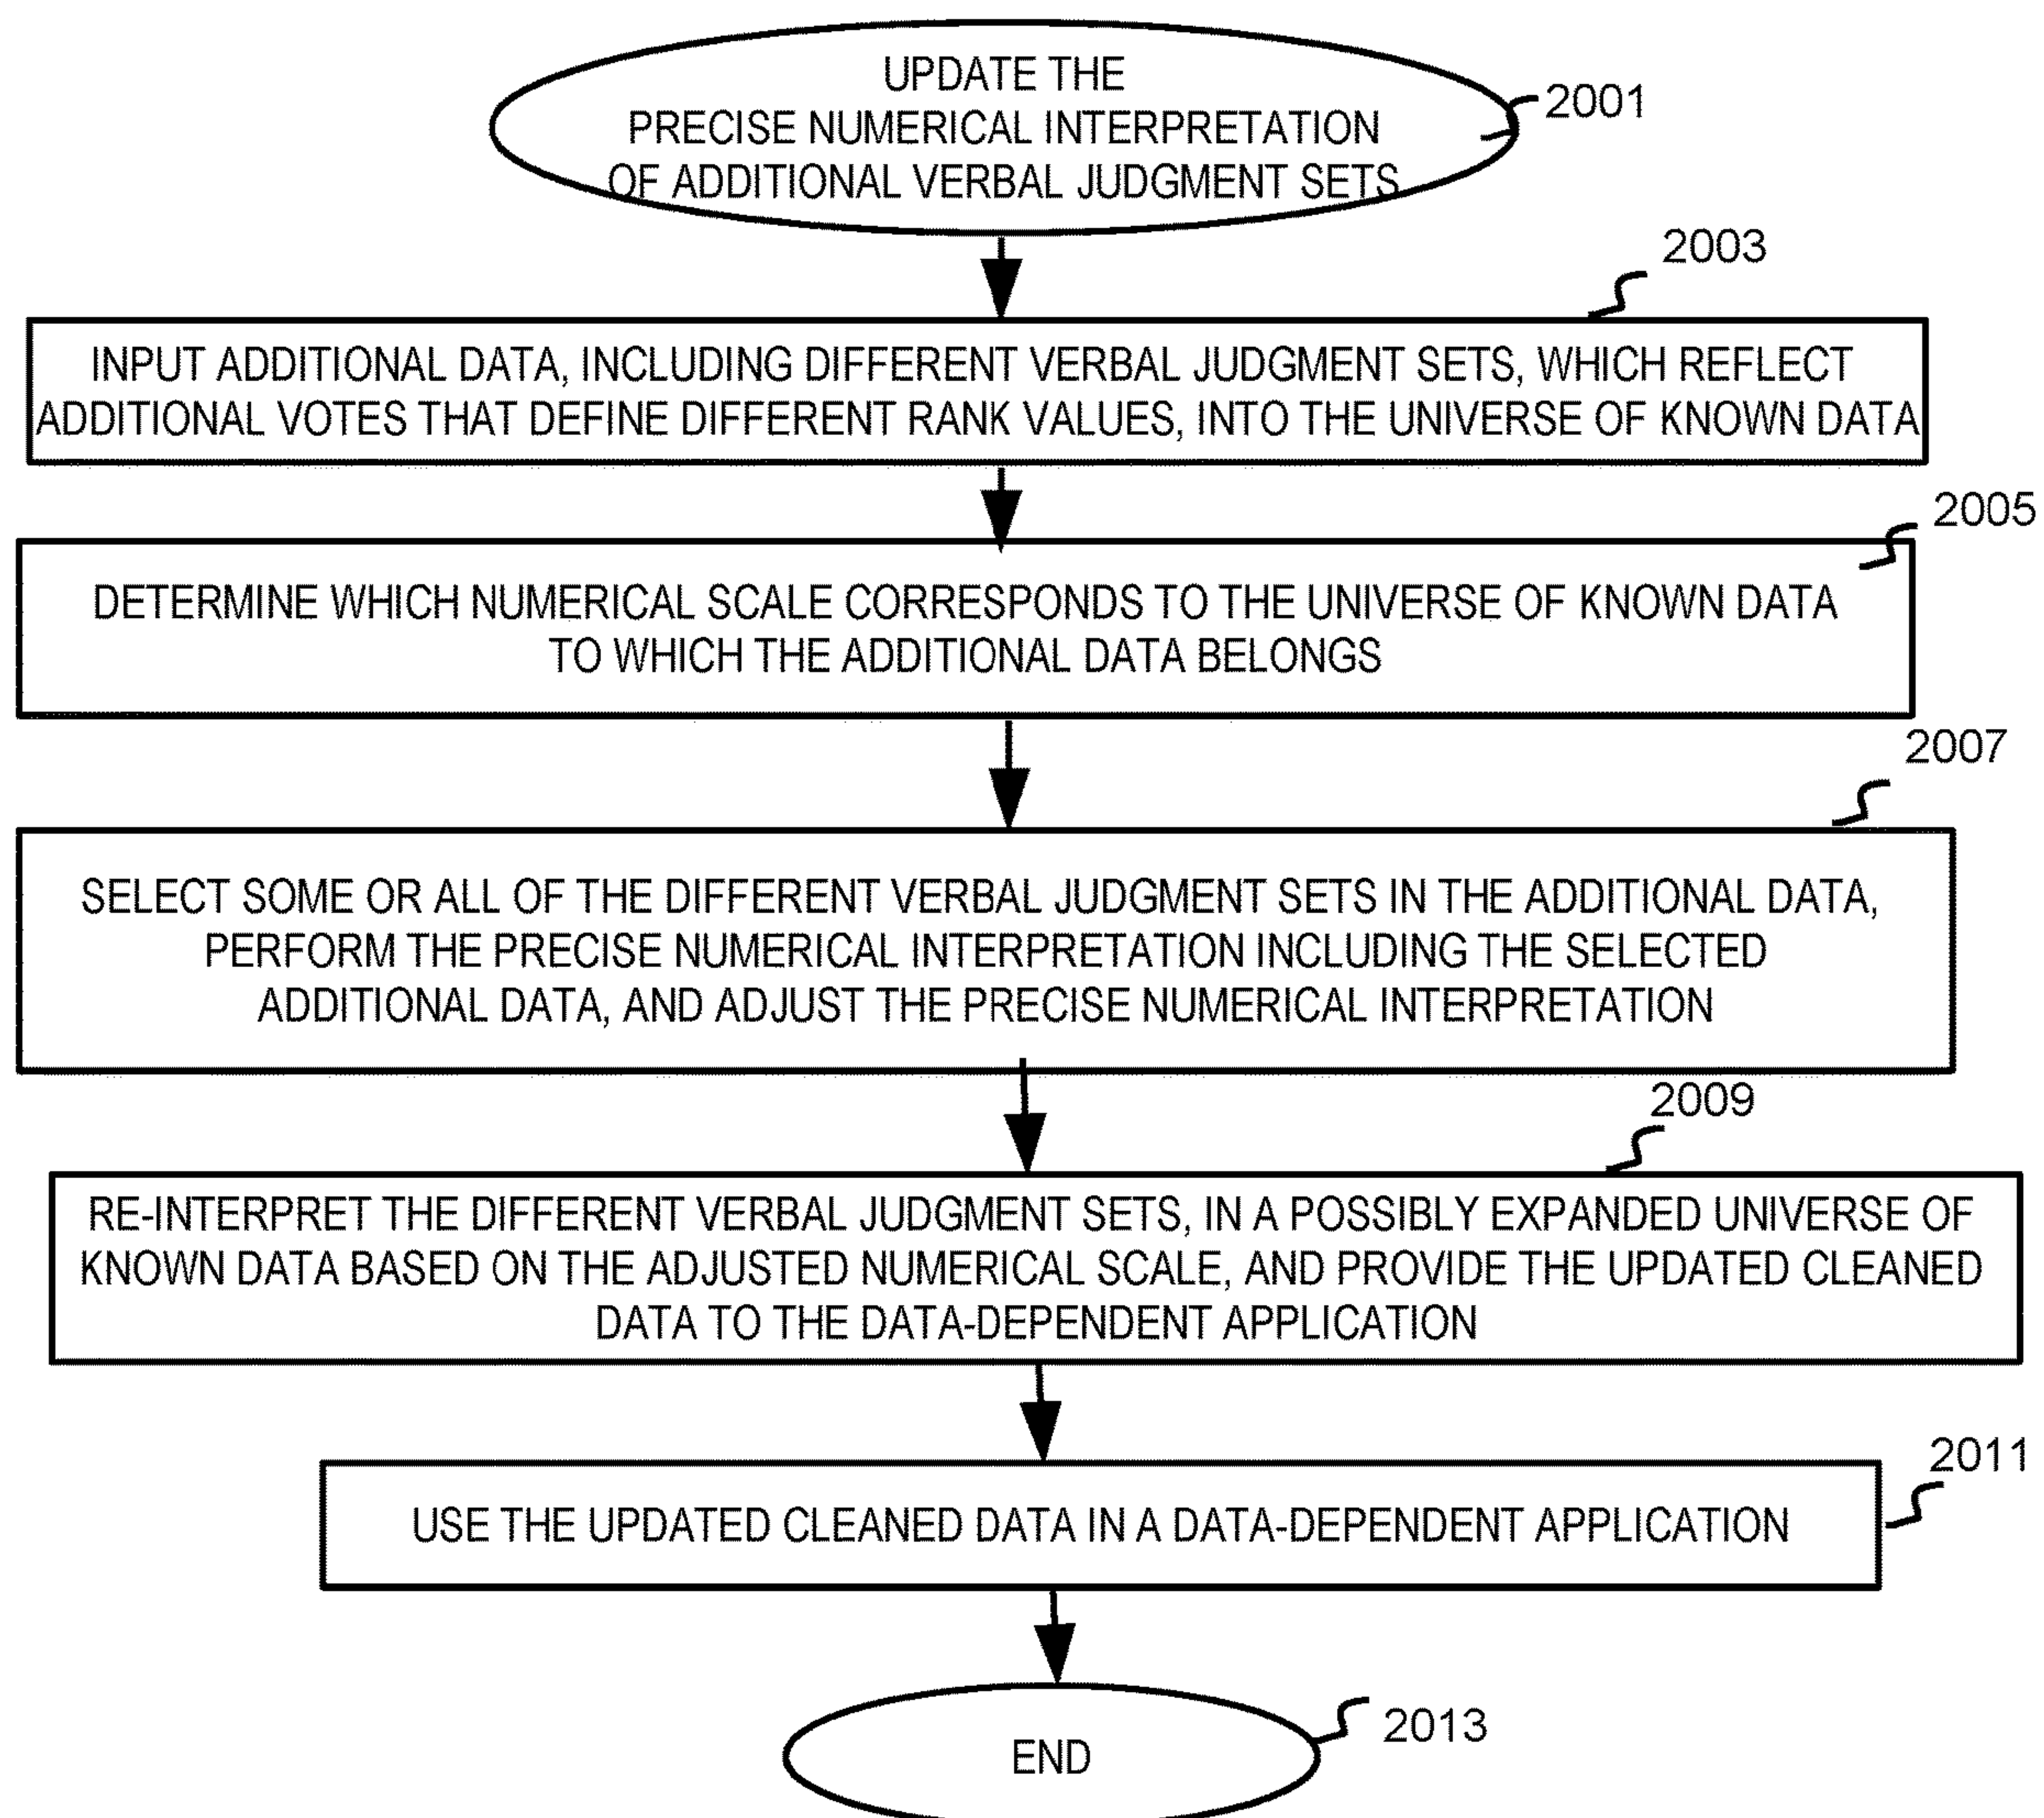 UPDATE THE
PRECISE NUMERICAL INTERPRETATION
OF ADDITIONAL VERBAL JUDGMENT SETS
2001
2003
INPUT ADDITIONAL DATA, INCLUDING DIFFERENT VERBAL JUDGMENT SETS, WHICH REFLECT
ADDITIONAL VOTES THAT DEFINE DIFFERENT RANK VALUES, INTO THE UNIVERSE OF KNOWN DATA
2005
DETERMINE WHICH NUMERICAL SCALE CORRESPONDS TO THE UNIVERSE OF KNOWN DATA
TO WHICH THE ADDITIONAL DATA BELONGS
2007
SELECT SOME OR ALL OF THE DIFFERENT VERBAL JUDGMENT SETS IN THE ADDITIONAL DATA,
PERFORM THE PRECISE NUMERICAL INTERPRETATION INCLUDING THE SELECTED
ADDITIONAL DATA, AND ADJUST THE PRECISE NUMERICAL INTERPRETATION
2009
RE-INTERPRET THE DIFFERENT VERBAL JUDGMENT SETS, IN A POSSIBLY EXPANDED UNIVERSE OF
KNOWN DATA BASED ON THE ADJUSTED NUMERICAL SCALE, AND PROVIDE THE UPDATED CLEANED
DATA TO THE DATA-DEPENDENT APPLICATION
2011
USE THE UPDATED CLEANED DATA IN A DATA-DEPENDENT APPLICATION
2013
END